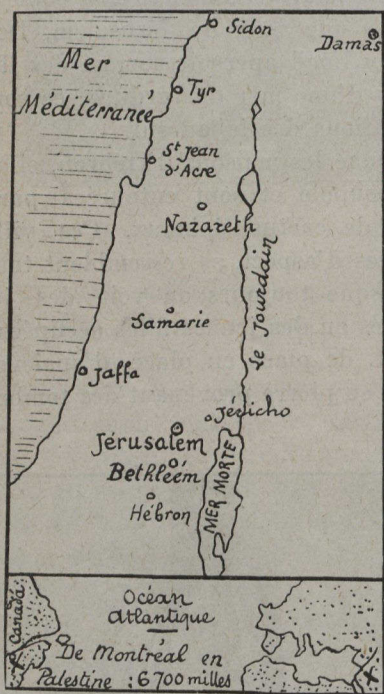 Sidon
Damas
Mer
Méditerranée
Tyr
St Jean
d'Acre
Nazareth
le Jourdain
Samarie
Jaffa
Jéricho
Jérusalem
Bethléem
MER MORTE
Hébron
Canada
Océan
Atlantique
De Montréal en
Palestine : 6700 milles